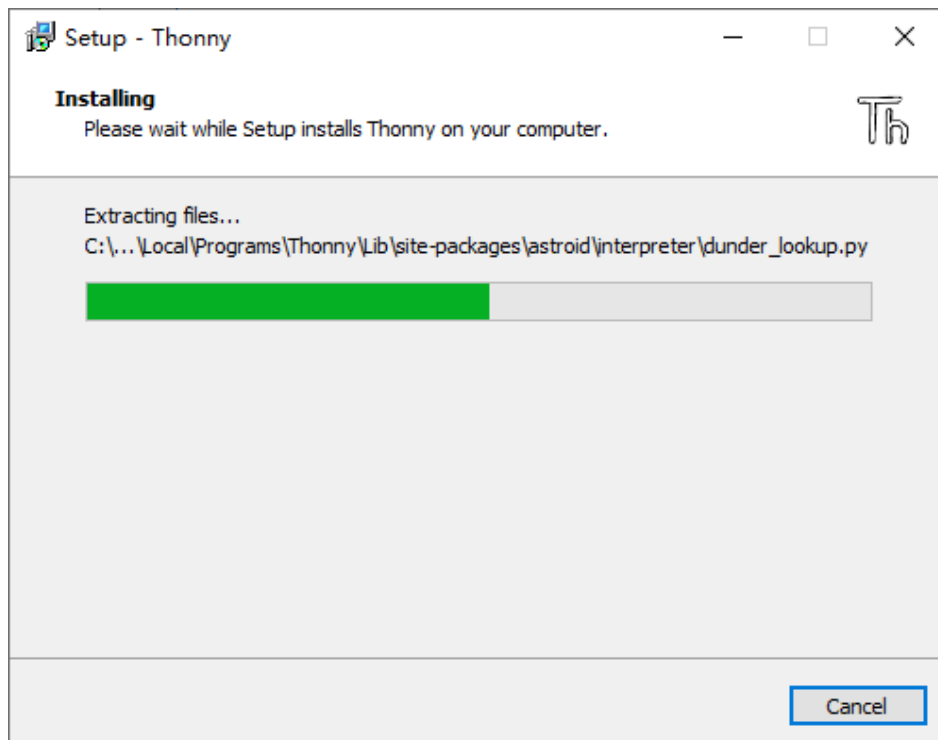 Setup - Thonny
Installing
Please wait while Setup installs Thonny on your computer.
Th
Extracting files...
C:\...\Local\Programs\Thonny\Lib\site-packages\astroid\interpreter\dunder_lookup.py
Cancel